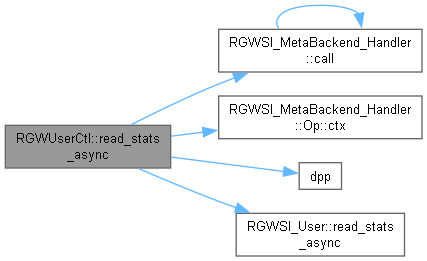 RGWSI_MetaBackend_Handler
::call
RGWUserCtl::read_stats
_async
RGWSI_MetaBackend_Handler
::Op::ctx
dpp
RGWSI_User::read_stats
_async